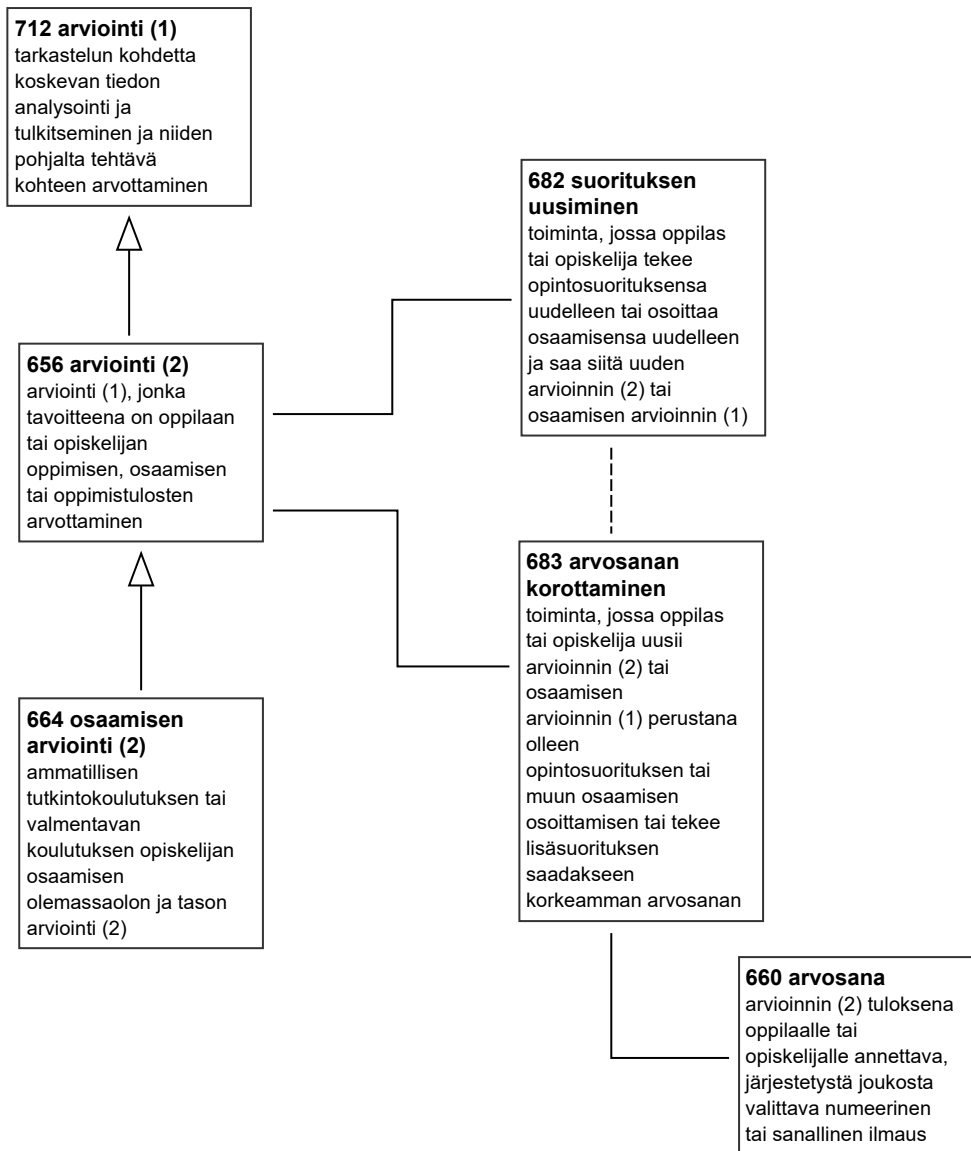 712 arviointi (1)
tarkastelun kohdetta
koskevan tiedon
analysointi ja
tulkitseminen ja niiden
pohjalta tehtävä
kohteen arvottaminen
682 suorituksen
uusiminen
toiminta, jossa oppilas
tai opiskelija tekee
opintosuorituksensa
uudelleen tai osoittaa
osaamisensa uudelleen
ja saa siitä uuden
arvioinnin (2) tai
osaamisen arvioinnin (1)
656 arviointi (2)
arviointi (1), jonka
tavoitteena on oppilaan
tai opiskelijan
oppimisen, osaamisen
tai oppimistulosten
arvottaminen
683 arvosanan
korottaminen
toiminta, jossa oppilas
tai opiskelija uusii
arvioinnin (2) tai
osaamisen
arvioinnin (1) perustana
olleen
opintosuorituksen tai
muun osaamisen
osoittamisen tai tekee
lisäsuorituksen
saadakseen
korkeamman arvosanan
664 osaamisen
arviointi (2)
ammatillisen
tutkintokoulutuksen tai
valmentavan
koulutuksen opiskelijan
osaamisen
olemassaolon ja tason
arviointi (2)
660 arvosana
arvioinnin (2) tuloksena
oppilaalle tai
opiskelijalle annettava,
järjestetystä joukosta
valittava numeerinen
tai sanallinen ilmaus